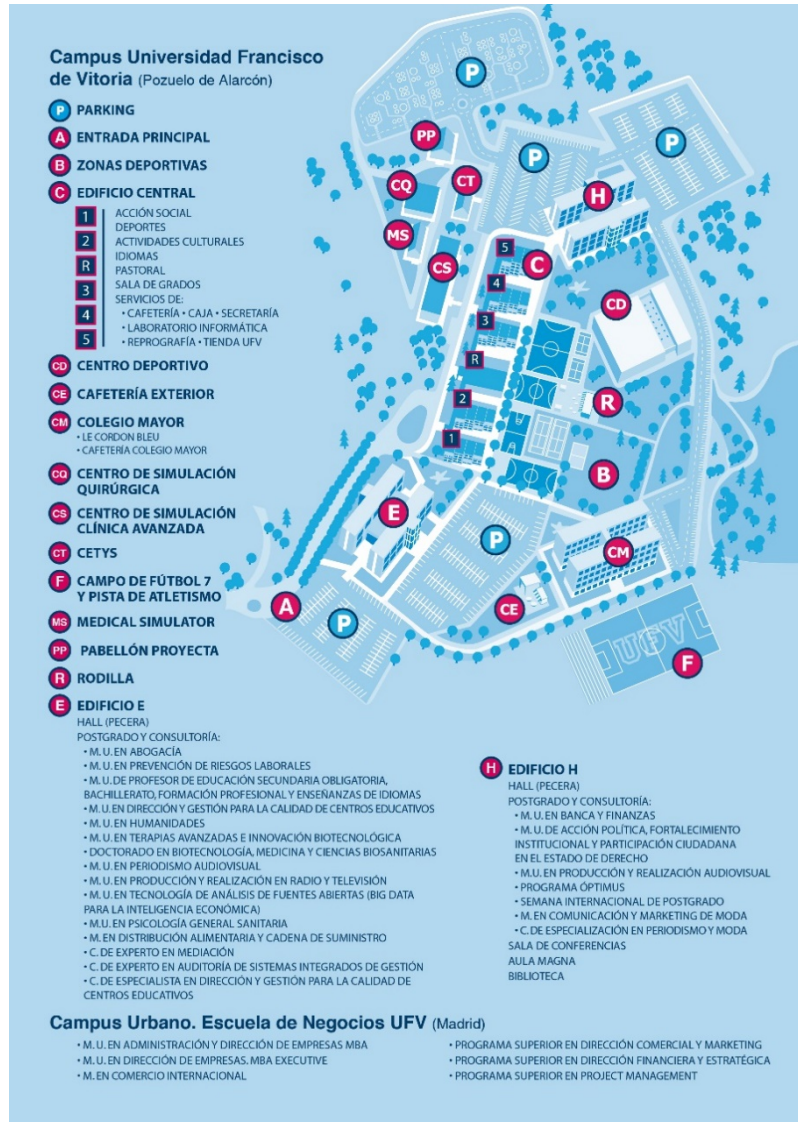 Campus Universidad Francisco
de Vitoria (Pozuelo de Alarcón)
P PARKING
A ENTRADA PRINCIPAL
B ZONAS DEPORTIVAS
C EDIFICIO CENTRAL
1
2
R
3
4
5
ACCIÓN SOCIAL
DEPORTES
ACTIVIDADES CULTURALES
IDIOMAS
PASTORAL
SALA DE GRADOS
SERVICIOS DE:
• CAFETERÍA • CAJA • SECRETARÍA
• LABORATORIO INFORMÁTICA
• REPROGRAFÍA • TIENDA UFV
CD CENTRO DEPORTIVO
CE CAFETERÍA EXTERIOR
CM COLEGIO MAYOR
• LE CORDON BLEU
• CAFETERÍA COLEGIO MAYOR
CQ CENTRO DE SIMULACIÓN
QUIRÚRGICA
CS CENTRO DE SIMULACIÓN
CLÍNICA AVANZADA
CT CETYS
F CAMPO DE FÚTBOL 7
Y PISTA DE ATLETISMO
MS MEDICAL SIMULATOR
PP PABELLÓN PROYECTA
R RODILLA
E EDIFICIO E
HALL (PECERA)
POSTGRADO Y CONSULTORÍA:
• M. U. EN ABOGACÍA
• M. U. EN PREVENCIÓN DE RIESGOS LABORALES
• M. U. DE PROFESOR DE EDUCACIÓN SECUNDARIA OBLIGATORIA,
BACHILLERATO, FORMACIÓN PROFESIONAL Y ENSEÑANZAS DE IDIOMAS
• M. U. EN DIRECCIÓN Y GESTIÓN PARA LA CALIDAD DE CENTROS EDUCATIVOS
• M. U. EN HUMANIDADES
• M. U. EN TERAPIAS AVANZADAS E INNOVACIÓN BIOTECNOLÓGICA
• DOCTORADO EN BIOTECNOLOGÍA, MEDICINA Y CIENCIAS BIOSANITARIAS
• M. U. EN PERIODISMO AUDIOVISUAL
• M. U. EN PRODUCCIÓN Y REALIZACIÓN EN RADIO Y TELEVISIÓN
• M. U. EN TECNOLOGÍA DE ANÁLISIS DE FUENTES ABIERTAS (BIG DATA
PARA LA INTELIGENCIA ECONÓMICA)
• M.U. EN PSICOLOGÍA GENERAL SANITARIA
• M. EN DISTRIBUCIÓN ALIMENTARIA Y CADENA DE SUMINISTRO
• C. DE EXPERTO EN MEDIACIÓN
• C. DE EXPERTO EN AUDITORÍA DE SISTEMAS INTEGRADOS DE GESTIÓN
• C. DE ESPECIALISTA EN DIRECCIÓN Y GESTIÓN PARA LA CALIDAD DE
CENTROS EDUCATIVOS
P
PP
P
P
CQ
CT
H
MS
5
C
CS
4
CD
3
R
R
2
1
B
E
P
CM
A
CE
P
UFV
F
H EDIFICIO H
HALL (PECERA)
POSTGRADO Y CONSULTORÍA:
• M. U. EN BANCA Y FINANZAS
• M. U. DE ACCIÓN POLÍTICA, FORTALECIMIENTO
INSTITUCIONAL Y PARTICIPACIÓN CIUDADANA
EN EL ESTADO DE DERECHO
• M.U. EN PRODUCCIÓN Y REALIZACIÓN AUDIOVISUAL
• PROGRAMA ÓPTIMUS
• SEMANA INTERNACIONAL DE POSTGRADO
• M. EN COMUNICACIÓN Y MARKETING DE MODA
• C. DE ESPECIALIZACIÓN EN PERIODISMO Y MODA
SALA DE CONFERENCIAS
AULA MAGNA
BIBLIOTECA
Campus Urbano. Escuela de Negocios UFV (Madrid)
• M. U. EN ADMINISTRACIÓN Y DIRECCIÓN DE EMPRESAS MBA
• M. U. EN DIRECCIÓN DE EMPRESAS. MBA EXECUTIVE
• M. EN COMERCIO INTERNACIONAL
• PROGRAMA SUPERIOR EN DIRECCIÓN COMERCIAL Y MARKETING
• PROGRAMA SUPERIOR EN DIRECCIÓN FINANCIERA Y ESTRATÉGICA
• PROGRAMA SUPERIOR EN PROJECT MANAGEMENT